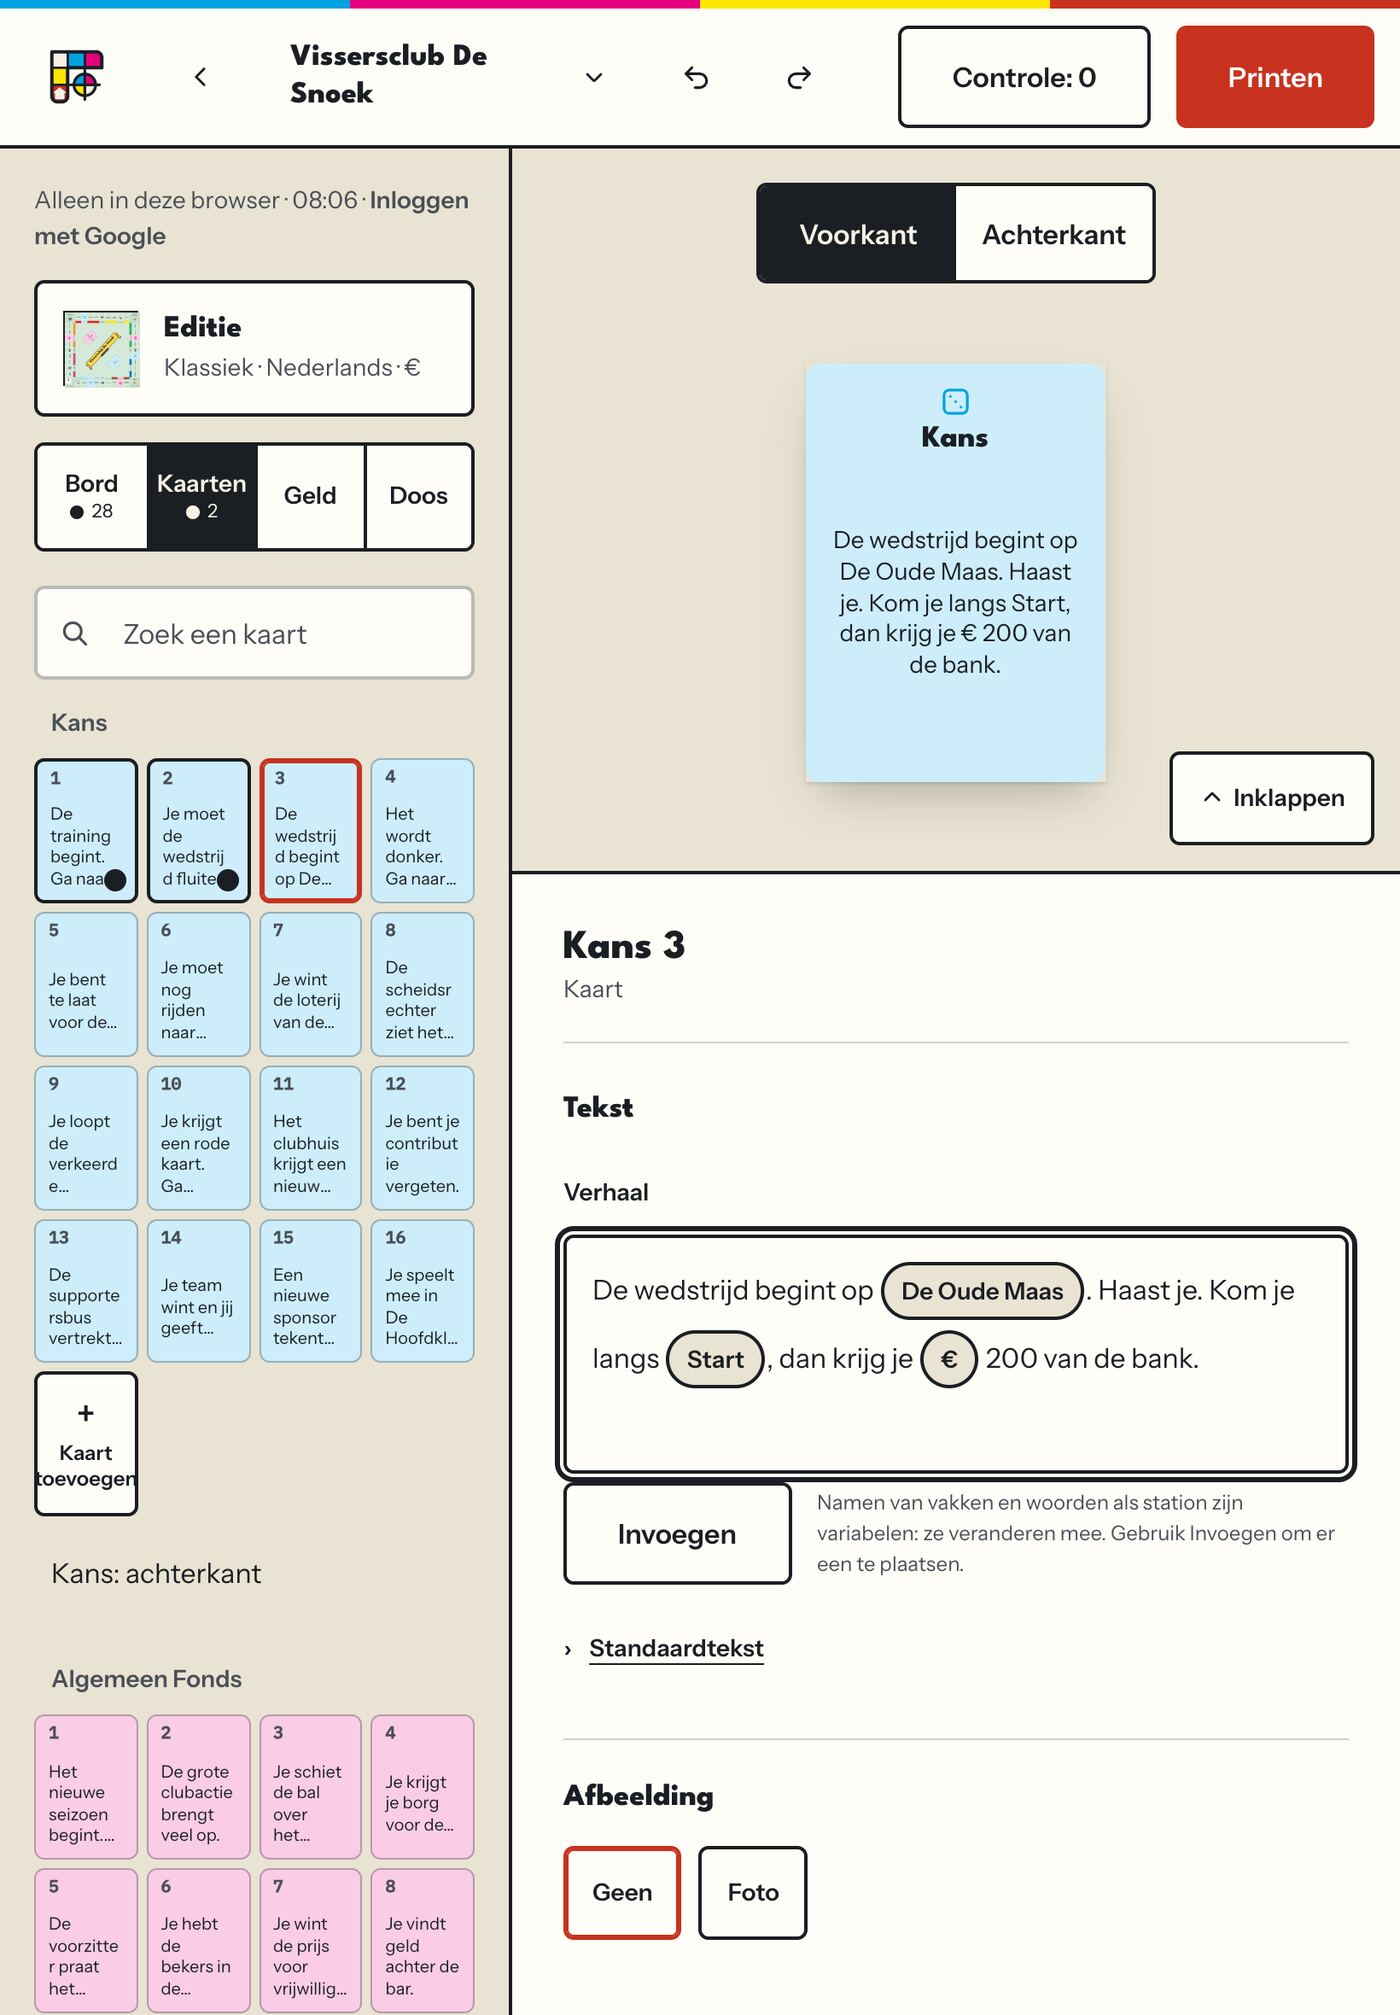 Vissersclub De
Snoek
Controle: 0
Printen
Alleen in deze browser · 08:06 · Inloggen
met Google
Editie
Klassiek · Nederlands · €
Bord
28
Kaarten
2
Geld
Doos
Zoek een kaart
Kans
1
De
training
begint.
Ga naa
2
Je moet
de
wedstrij
d fluite
3
De
wedstrij
d begint
op De...
4
Het
wordt
donker.
Ga naar...
5
Je bent
te laat
voor de...
6
Je moet
nog
rijden
naar...
7
Je wint
de loterij
van de...
8
De
scheidsr
echter
ziet het...
9
Je loopt
de
verkeerd
e...
10
Je krijgt
een rode
kaart.
Ga...
11
Het
clubhuis
krijgt een
nieuw...
12
Je bent je
contribut
ie
vergeten.
13
De
supporte
rsbus
vertrekt...
14
Je team
wint en jij
geeft...
15
Een
nieuwe
sponsor
tekent...
16
Je speelt
mee in
De
Hoofdkl...
+
Kaart
toevoegen
Kans: achterkant
Algemeen Fonds
1
Het
nieuwe
seizoen
begint....
2
De grote
clubactie
brengt
veel op.
3
Je schiet
de bal
over
het...
4
Je krijgt
je borg
voor de...
5
De
voorzitte
r praat
het...
6
Je hebt
de
bekers in
de...
7
Je wint
de prijs
voor
vrijwillig...
8
Je vindt
geld
achter de
bar.
Voorkant
Achterkant
Kans
De wedstrijd begint op
De Oude Maas. Haast
je. Kom je langs Start,
dan krijg je € 200 van
de bank.
Inklappen
Kans 3
Kaart
Tekst
Verhaal
De wedstrijd begint op De Oude Maas. Haast je. Kom je
langs Start, dan krijg je € 200 van de bank.
Invoegen
Namen van vakken en woorden als station zijn
variabelen: ze veranderen mee. Gebruik Invoegen om er
een te plaatsen.
› Standaardtekst
Afbeelding
Geen
Foto